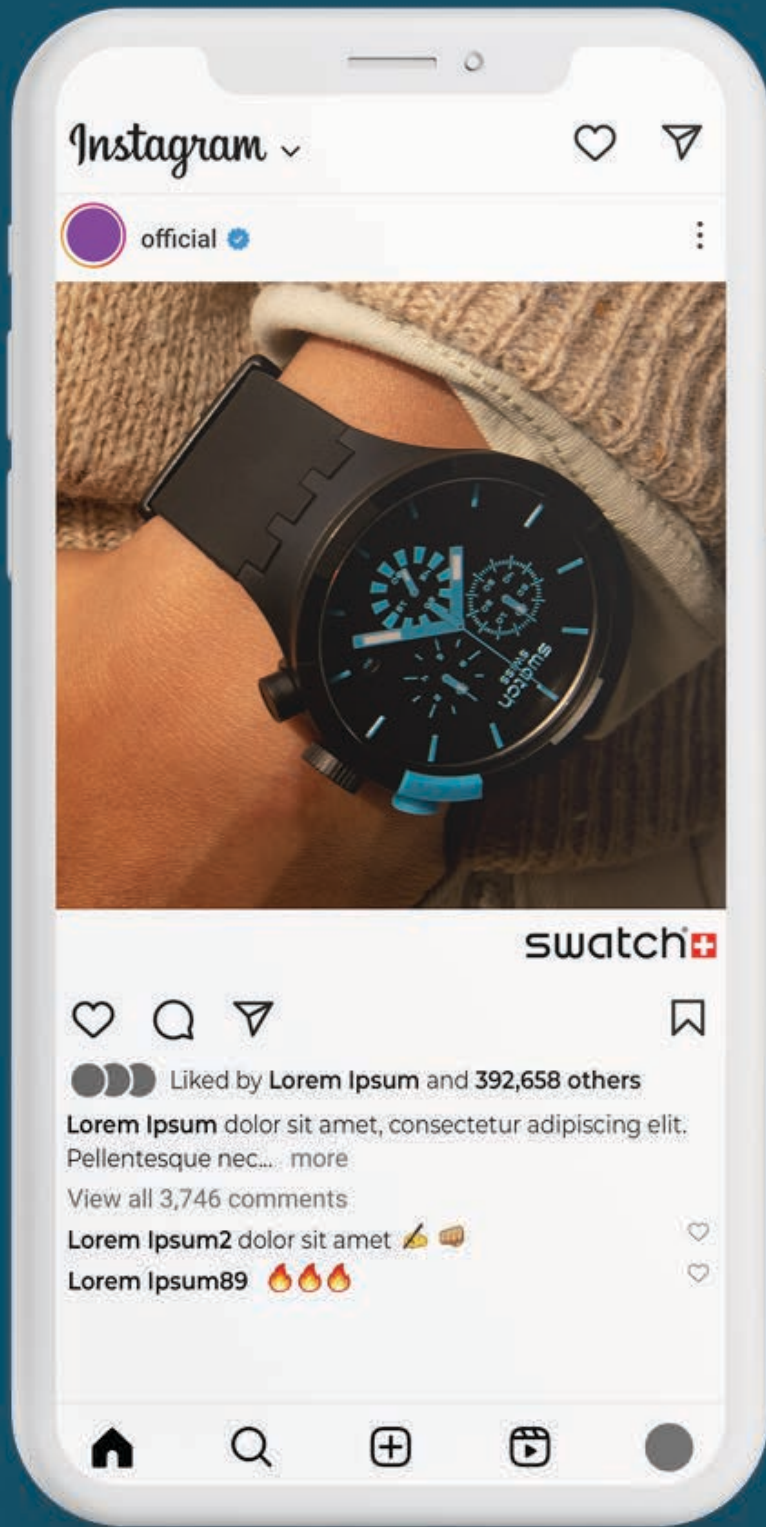 Instagram
official
swatch
swiss
swatch
Liked by Lorem Ipsum and 392,658 others
Lorem Ipsum dolor sit amet, consectetur adipiscing elit.
Pellentesque nec... more
View all 3,746 comments
Lorem Ipsum2 dolor sit amet ✍️ 👊
Lorem Ipsum89 🔥🔥🔥